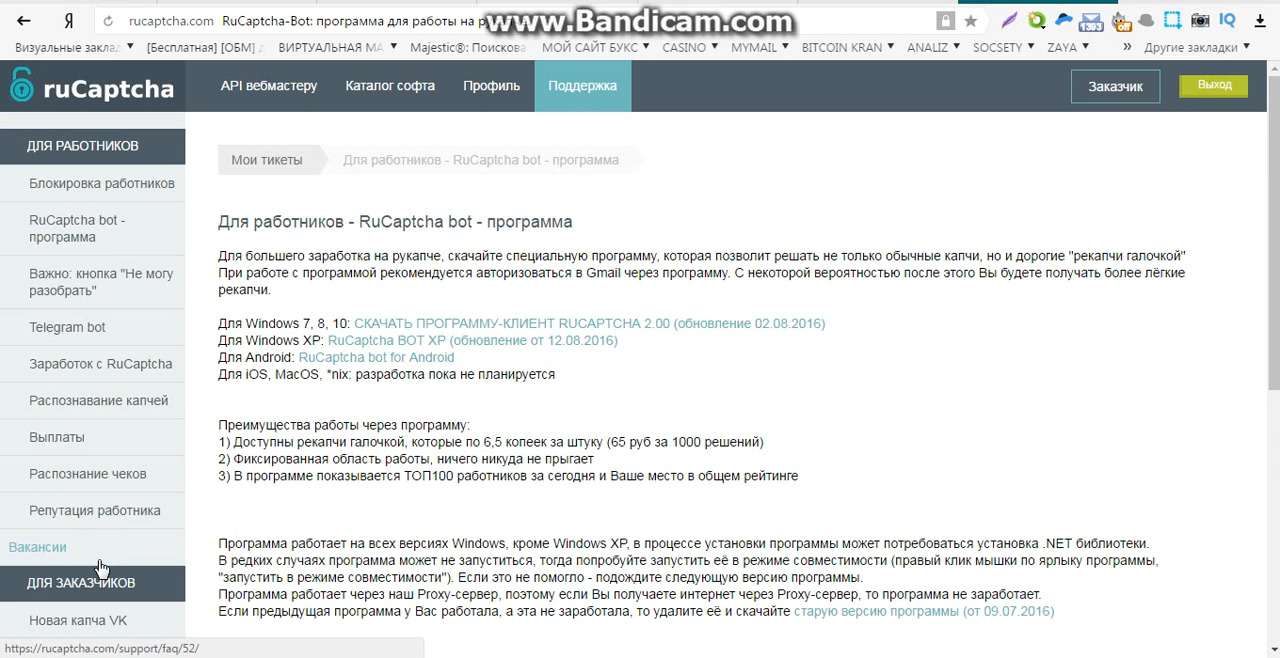 Я rucaptcha.com RuCaptcha-Bot: программа для работы на
www.Bandicam.com
1393
off
IQ
Визуальные заклад
[Бесплатная] [ОБМ]
ВИРТУАЛЬНАЯ МА
Majestic®: Поискова
МОЙ САЙТ БУКС
CASINO
MYMAIL
BITCOIN KRAN
ANALIZ
SOCSETY
ZAYA
»
Другие закладки
ruCaptcha
API вебмастеру
Каталог софта
Профиль
Поддержка
Заказчик
Выход
ДЛЯ РАБОТНИКОВ
Блокировка работников
RuCaptcha bot -
программа
Важно: кнопка "Не могу
разобрать"
Telegram bot
Заработок с RuCaptcha
Распознавание капчей
Выплаты
Распознание чеков
Репутация работника
Вакансии
ДЛЯ ЗАКАЗЧИКОВ
Новая капча VK
https://rucaptcha.com/support/faq/52/
Мои тикеты
Для работников - RuCaptcha bot - программа
Для работников - RuCaptcha bot - программа
Для большего заработка на рукапче, скачайте специальную программу, которая позволит решать не только обычные капчи, но и дорогие "рекапчи галочкой"
При работе с программой рекомендуется авторизоваться в Gmail через программу. С некоторой вероятностью после этого Вы будете получать более лёгкие
рекапчи.
Для Windows 7, 8, 10: СКАЧАТЬ ПРОГРАММУ-КЛИЕНТ RUCAPTCHA 2.00 (обновление 02.08.2016)
Для Windows XP: RuCaptcha BOT XP (обновление от 12.08.2016)
Для Android: RuCaptcha bot for Android
Для iOS, MacOS, *nix: разработка пока не планируется
Преимущества работы через программу:
1) Доступны рекапчи галочкой, которые по 6,5 копеек за штуку (65 руб за 1000 решений)
2) Фиксированная область работы, ничего никуда не прыгает
3) В программе показывается ТОП100 работников за сегодня и Ваше место в общем рейтинге
Программа работает на всех версиях Windows, кроме Windows XP, в процессе установки программы может потребоваться установка .NET библиотеки.
В редких случаях программа может не запуститься, тогда попробуйте запустить её в режиме совместимости (правый клик мышки по ярлыку программы,
"запустить в режиме совместимости"). Если это не помогло - подождите следующую версию программы.
Программа работает через наш Proxy-сервер, поэтому если Вы получаете интернет через Proxy-сервер, то программа не заработает.
Если предыдущая программа у Вас работала, а эта не заработала, то удалите её и скачайте старую версию программы (от 09.07.2016)